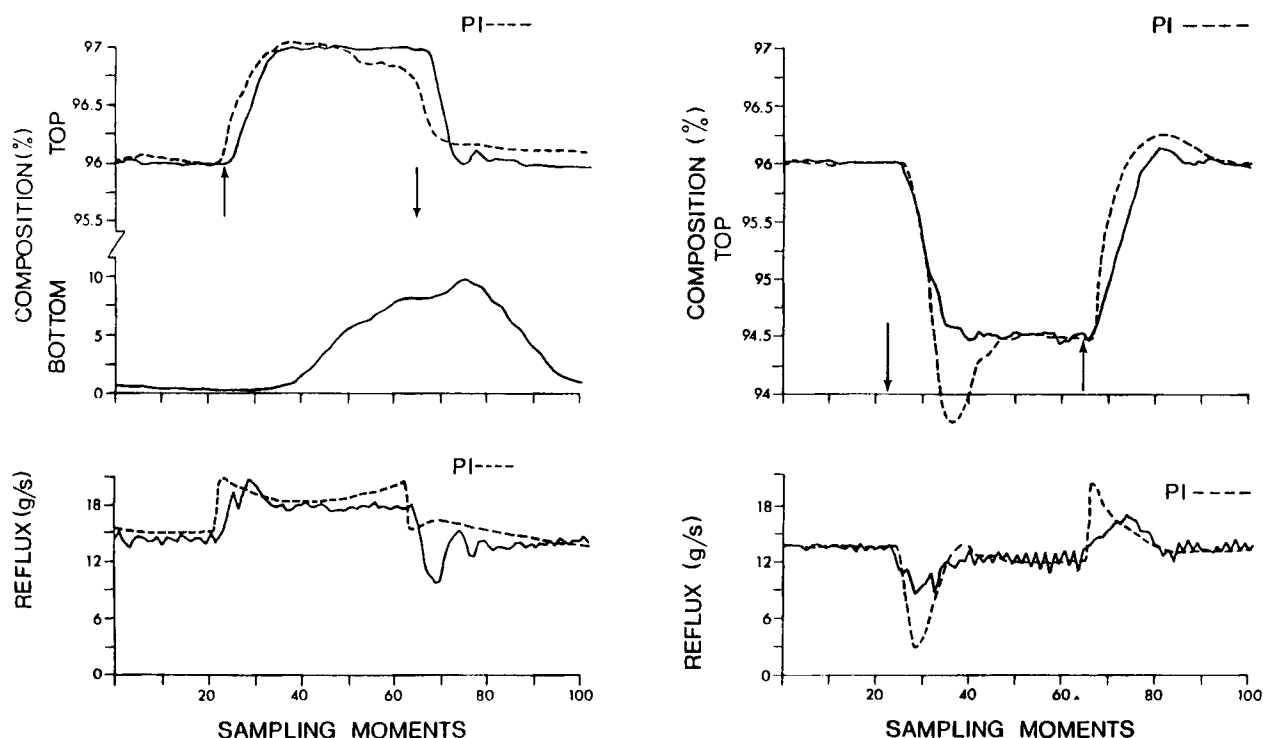 PI
97
96.5
96
95.5
COMPOSITION (%)
TOP
10
5
0
BOTTOM
PI
18
12
6
0
REFLUX (g/s)
20
40
60
80
100
SAMPLING MOMENTS
PI
97
96.5
96
95.5
95
94.5
94
COMPOSITION (%)
TOP
PI
18
12
6
0
REFLUX (g/s)
20
40
60
80
100
SAMPLING MOMENTS